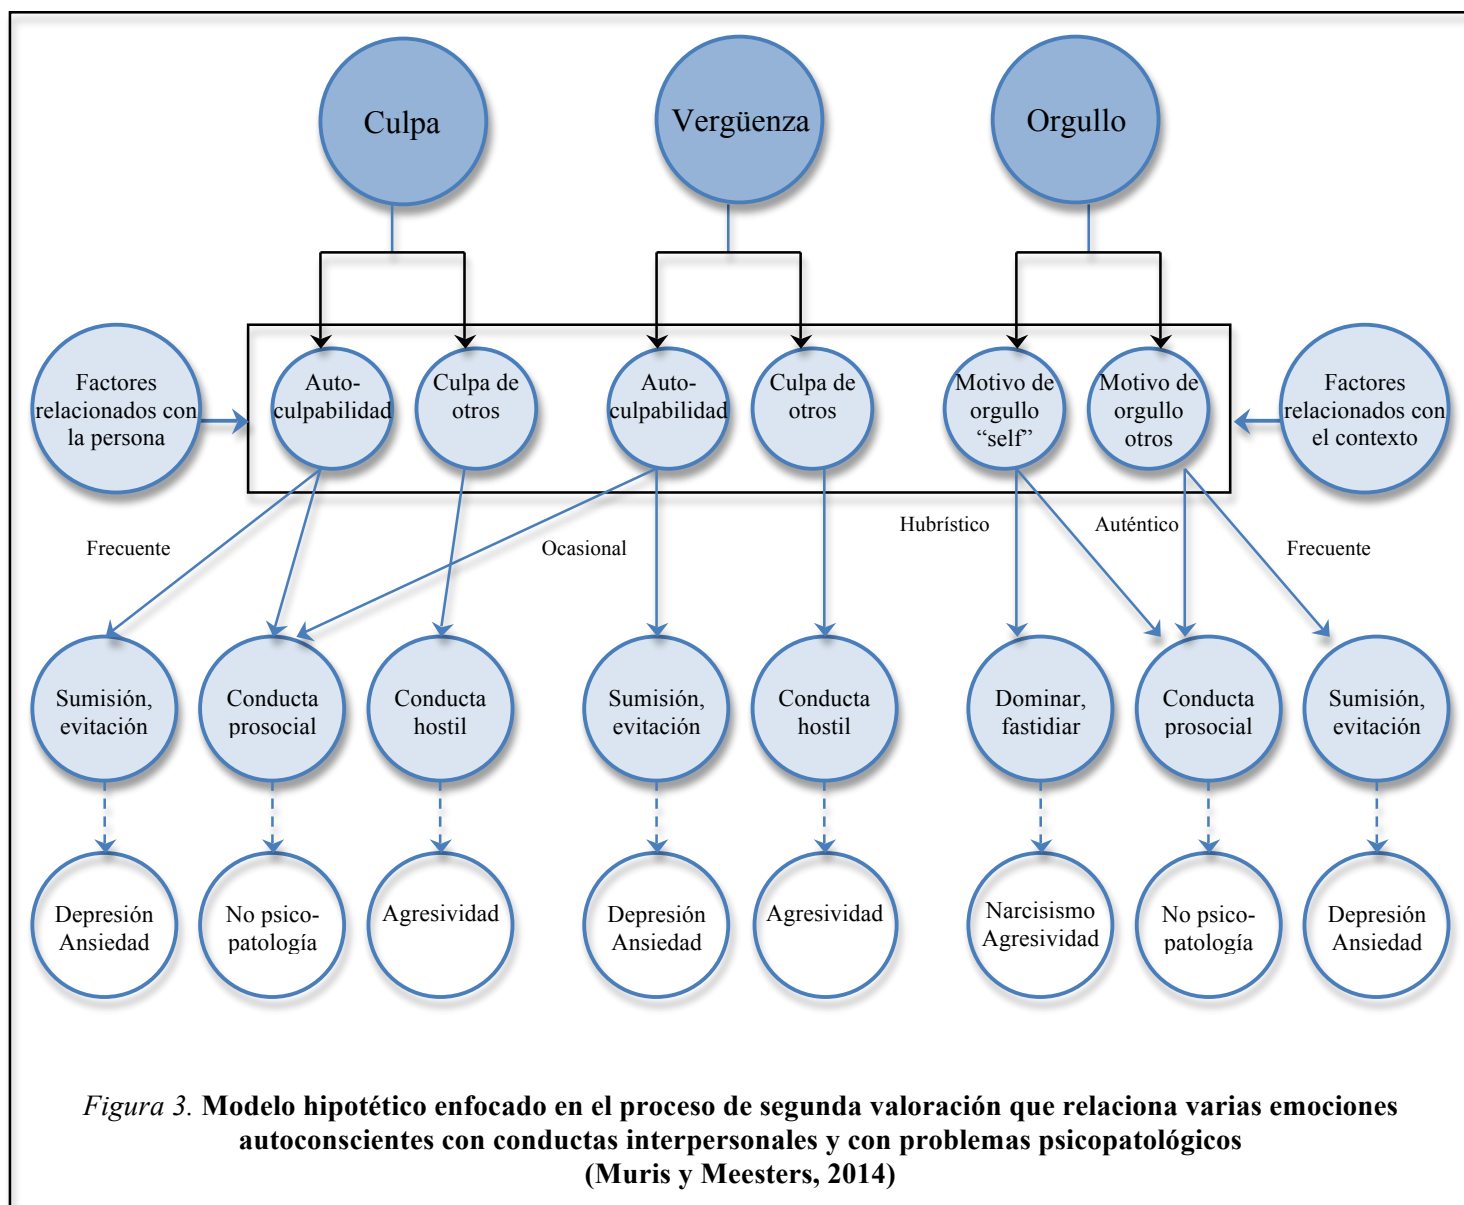 Culpa
Vergüenza
Orgullo
Factores
relacionados con
la persona
Auto-
culpabilidad
Culpa de
otros
Auto-
culpabilidad
Culpa de
otros
Motivo de
orgullo
“self”
Motivo de
orgullo
otros
Factores
relacionados con
el contexto
Frecuente
Ocasional
Hubrístico
Auténtico
Frecuente
Sumisión,
evitación
Conducta
prosocial
Conducta
hostil
Sumisión,
evitación
Conducta
hostil
Dominar,
fastidiar
Conducta
prosocial
Sumisión,
evitación
Depresión
Ansiedad
No psico-
patología
Agresividad
Depresión
Ansiedad
Agresividad
Narcisismo
Agresividad
No psico-
patología
Depresión
Ansiedad
Figura 3. Modelo hipotético enfocado en el proceso de segunda valoración que relaciona varias emociones
autoconscientes con conductas interpersonales y con problemas psicopatológicos
(Muris y Meesters, 2014)